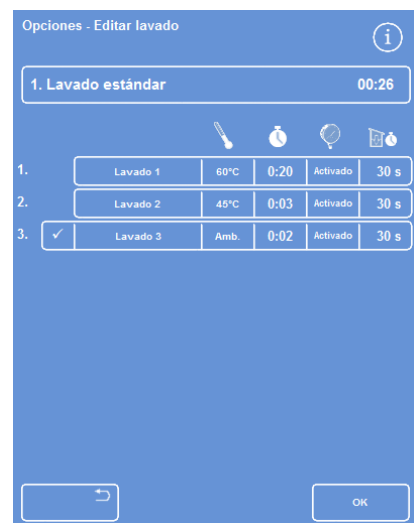 Opciones - Editar lavado
i
1. Lavado estándar 00:26
1. Lavado 1 60°C 0:20 Activado 30 s
2. Lavado 2 45°C 0:03 Activado 30 s
3. ✓ Lavado 3 Amb. 0:02 Activado 30 s
OK